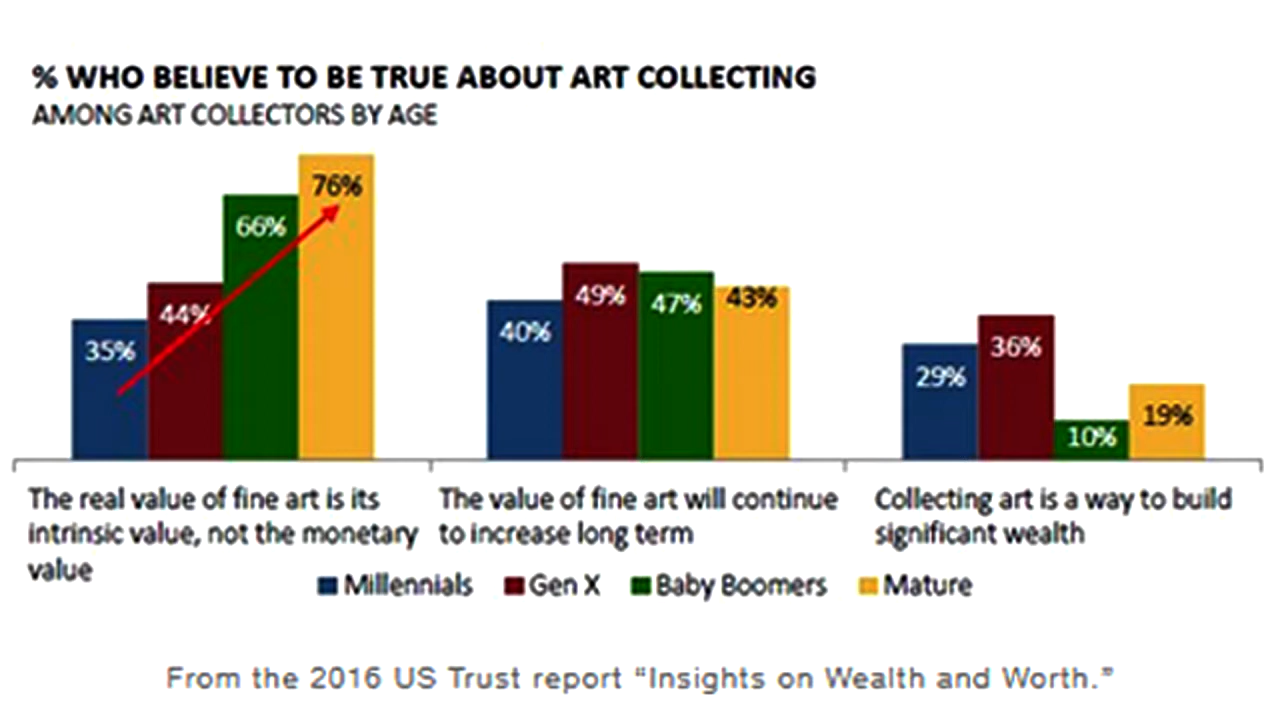 % WHO BELIEVE TO BE TRUE ABOUT ART COLLECTING
AMONG ART COLLECTORS BY AGE
35%
44%
66%
76%
40%
49%
47%
43%
29%
36%
10%
19%
The real value of fine art is its
intrinsic value, not the monetary
value
The value of fine art will continue
to increase long term
Collecting art is a way to build
significant wealth
Millennials Gen X Baby Boomers Mature
From the 2016 US Trust report “Insights on Wealth and Worth.”